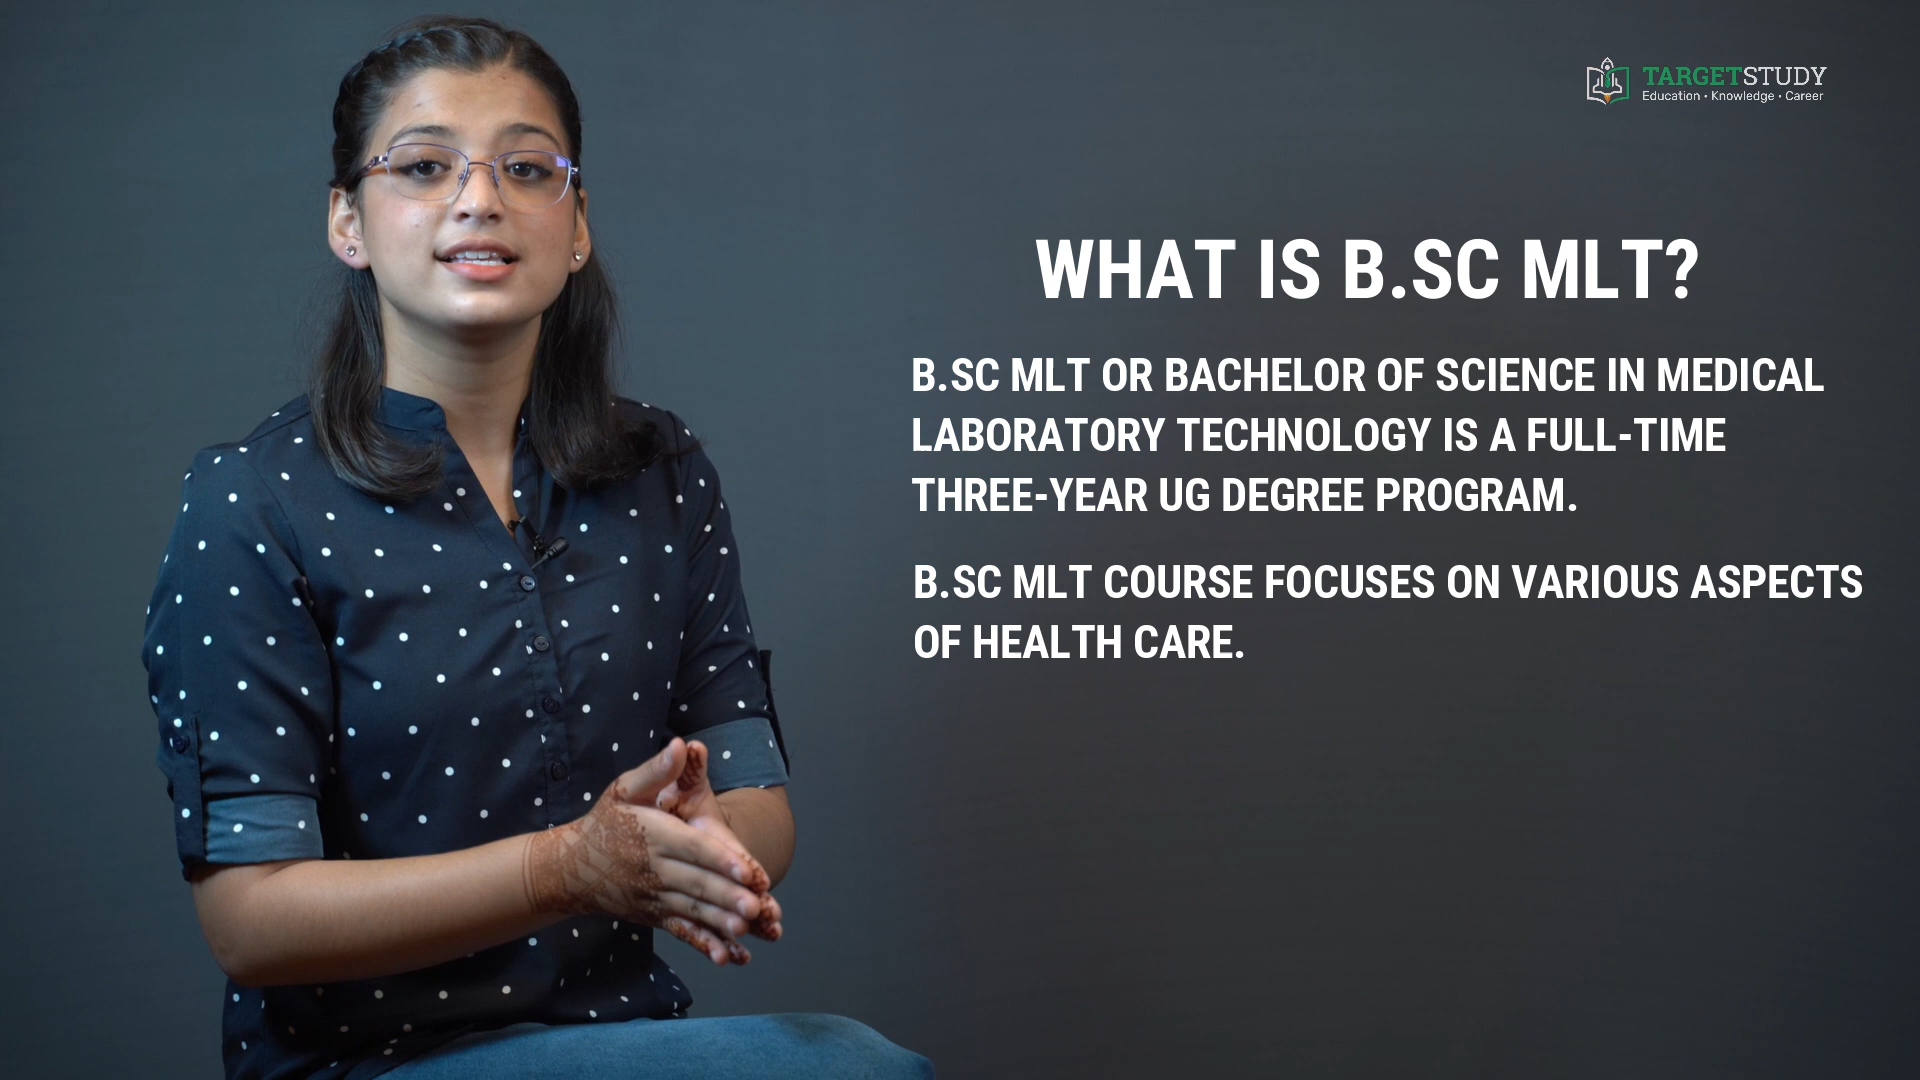 TARGETSTUDY
Education • Knowledge • Career
WHAT IS B.SC MLT?
B.SC MLT OR BACHELOR OF SCIENCE IN MEDICAL
LABORATORY TECHNOLOGY IS A FULL-TIME
THREE-YEAR UG DEGREE PROGRAM.
B.SC MLT COURSE FOCUSES ON VARIOUS ASPECTS
OF HEALTH CARE.